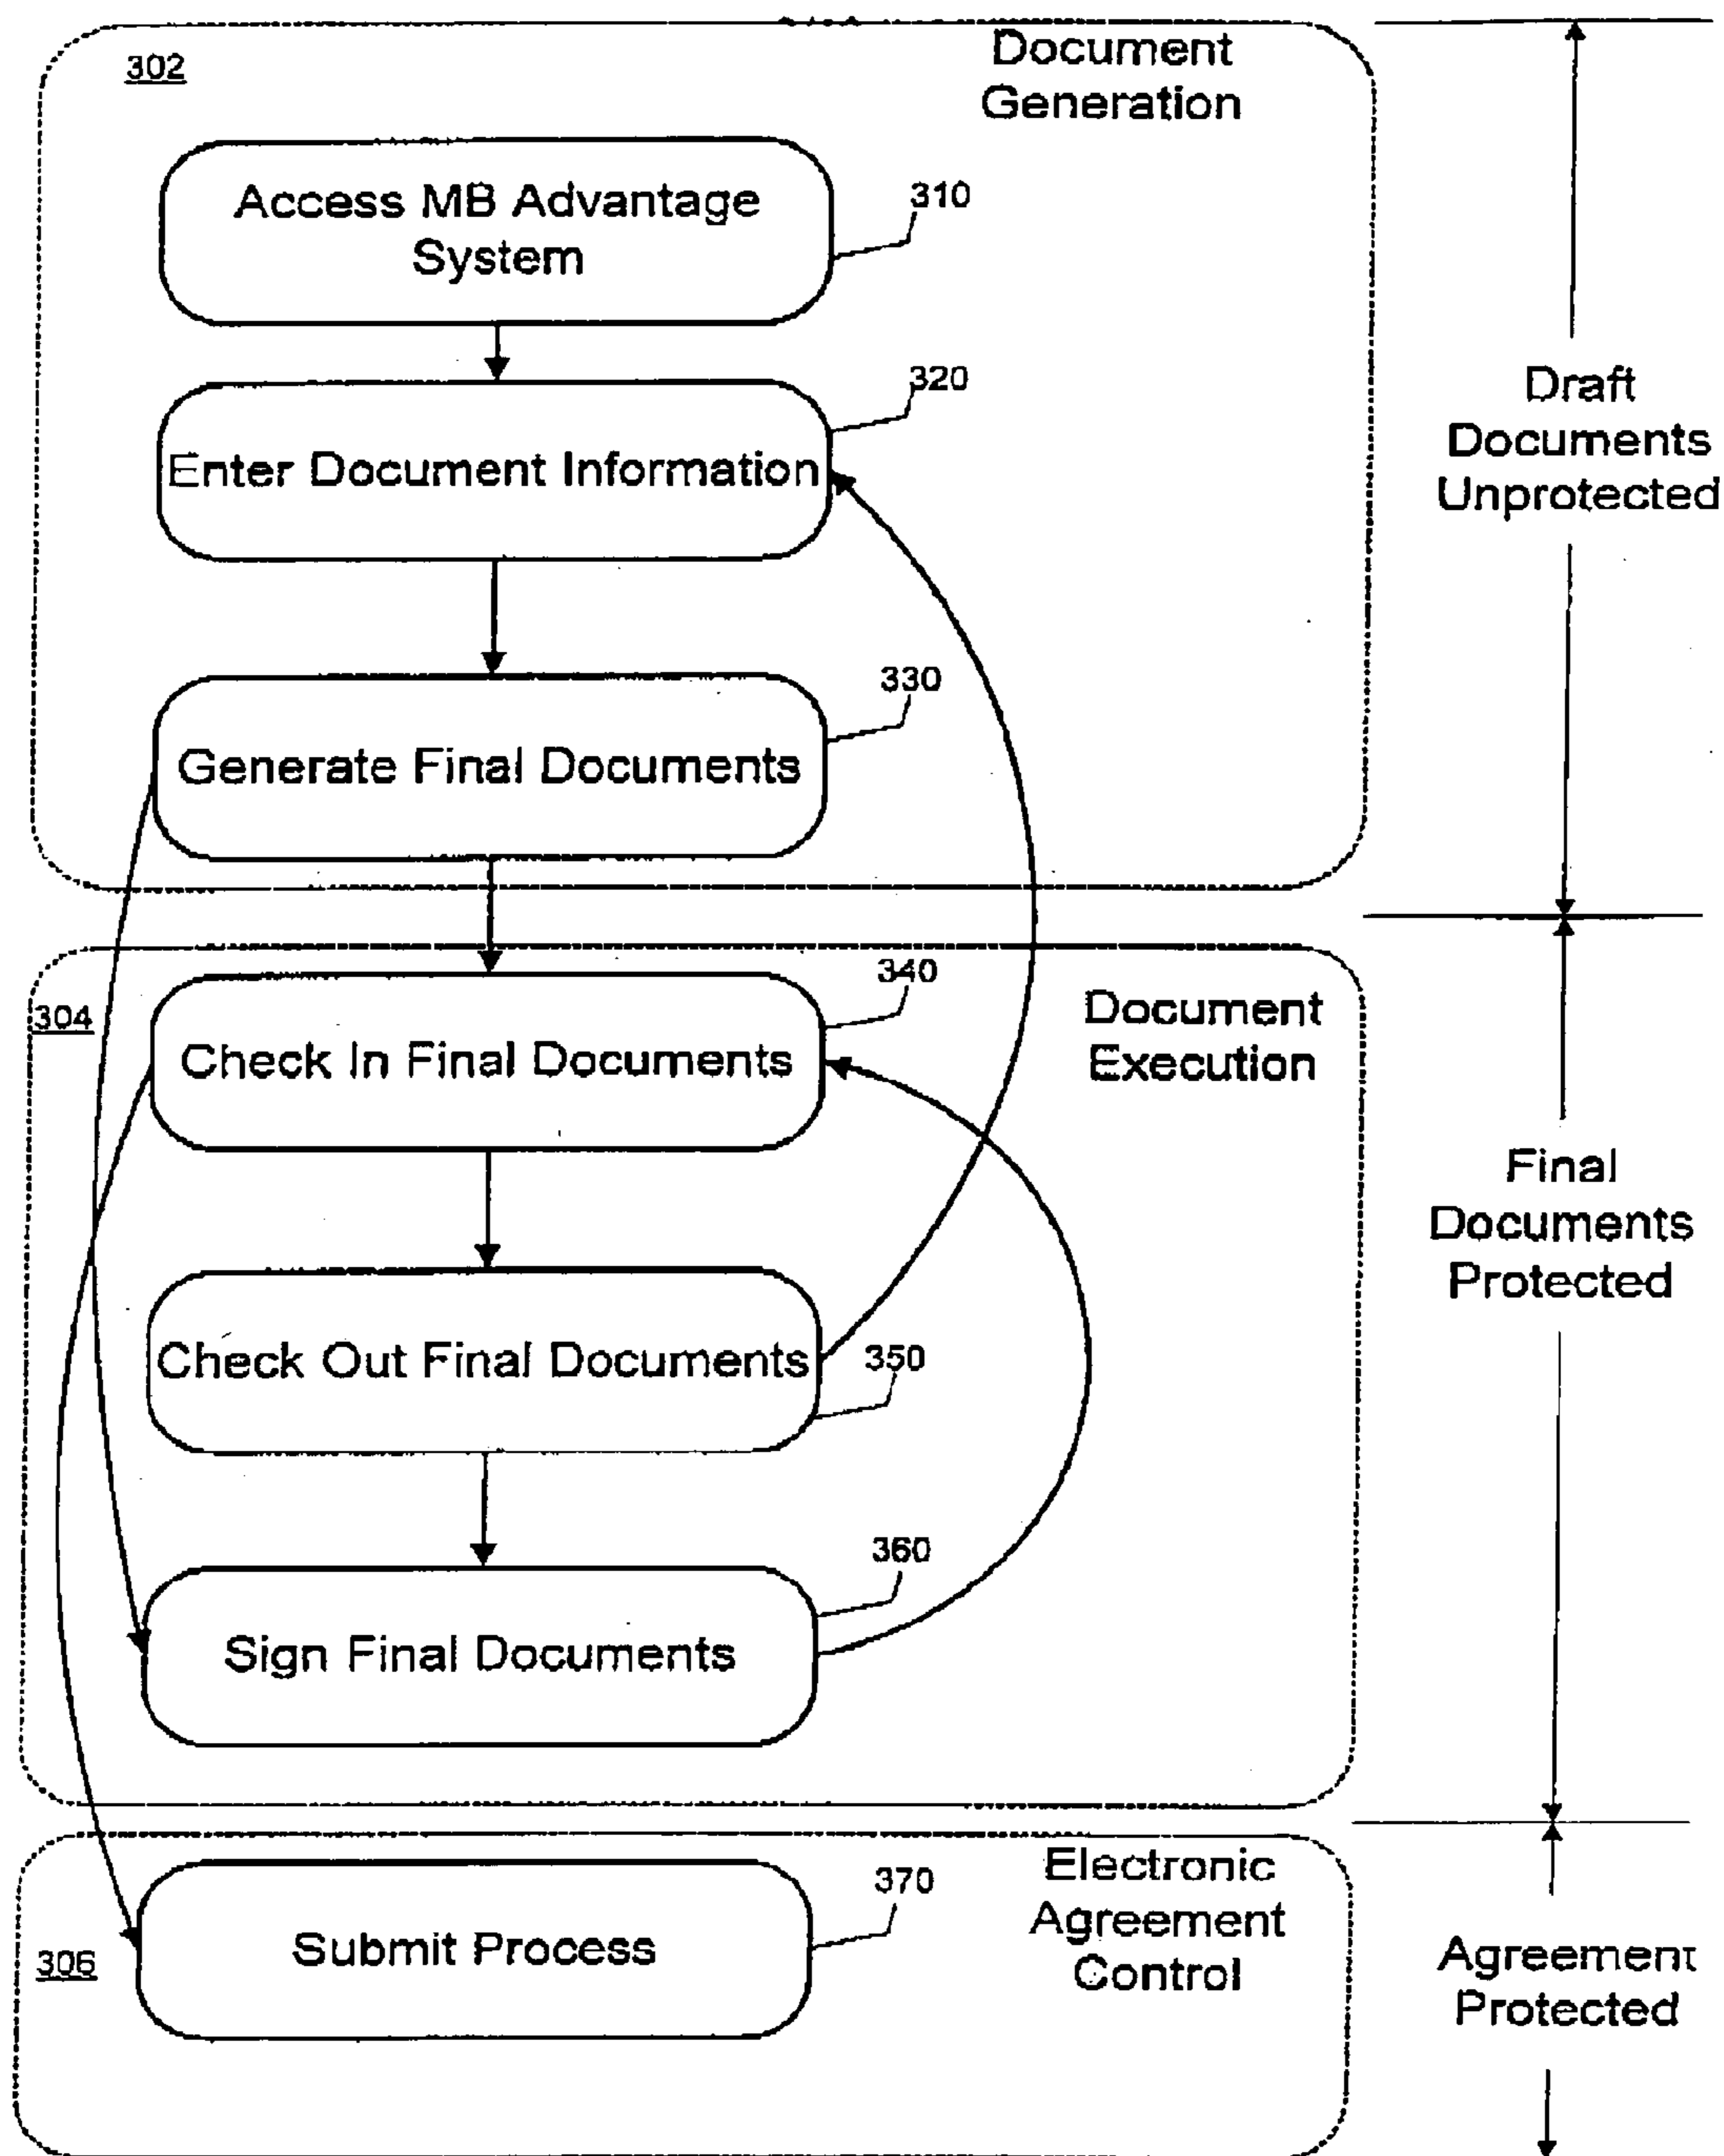 302
Document
Generation
Access MB Advantage
System
310
320
Enter Document Information
Draft
Documents
Unprotected
330
Generate Final Documents
304
340
Document
Execution
Check In Final Documents
Final
Documents
Protected
Check Out Final Documents
350
360
Sign Final Documents
306
370
Submit Process
Electronic
Agreement
Control
Agreement
Protected